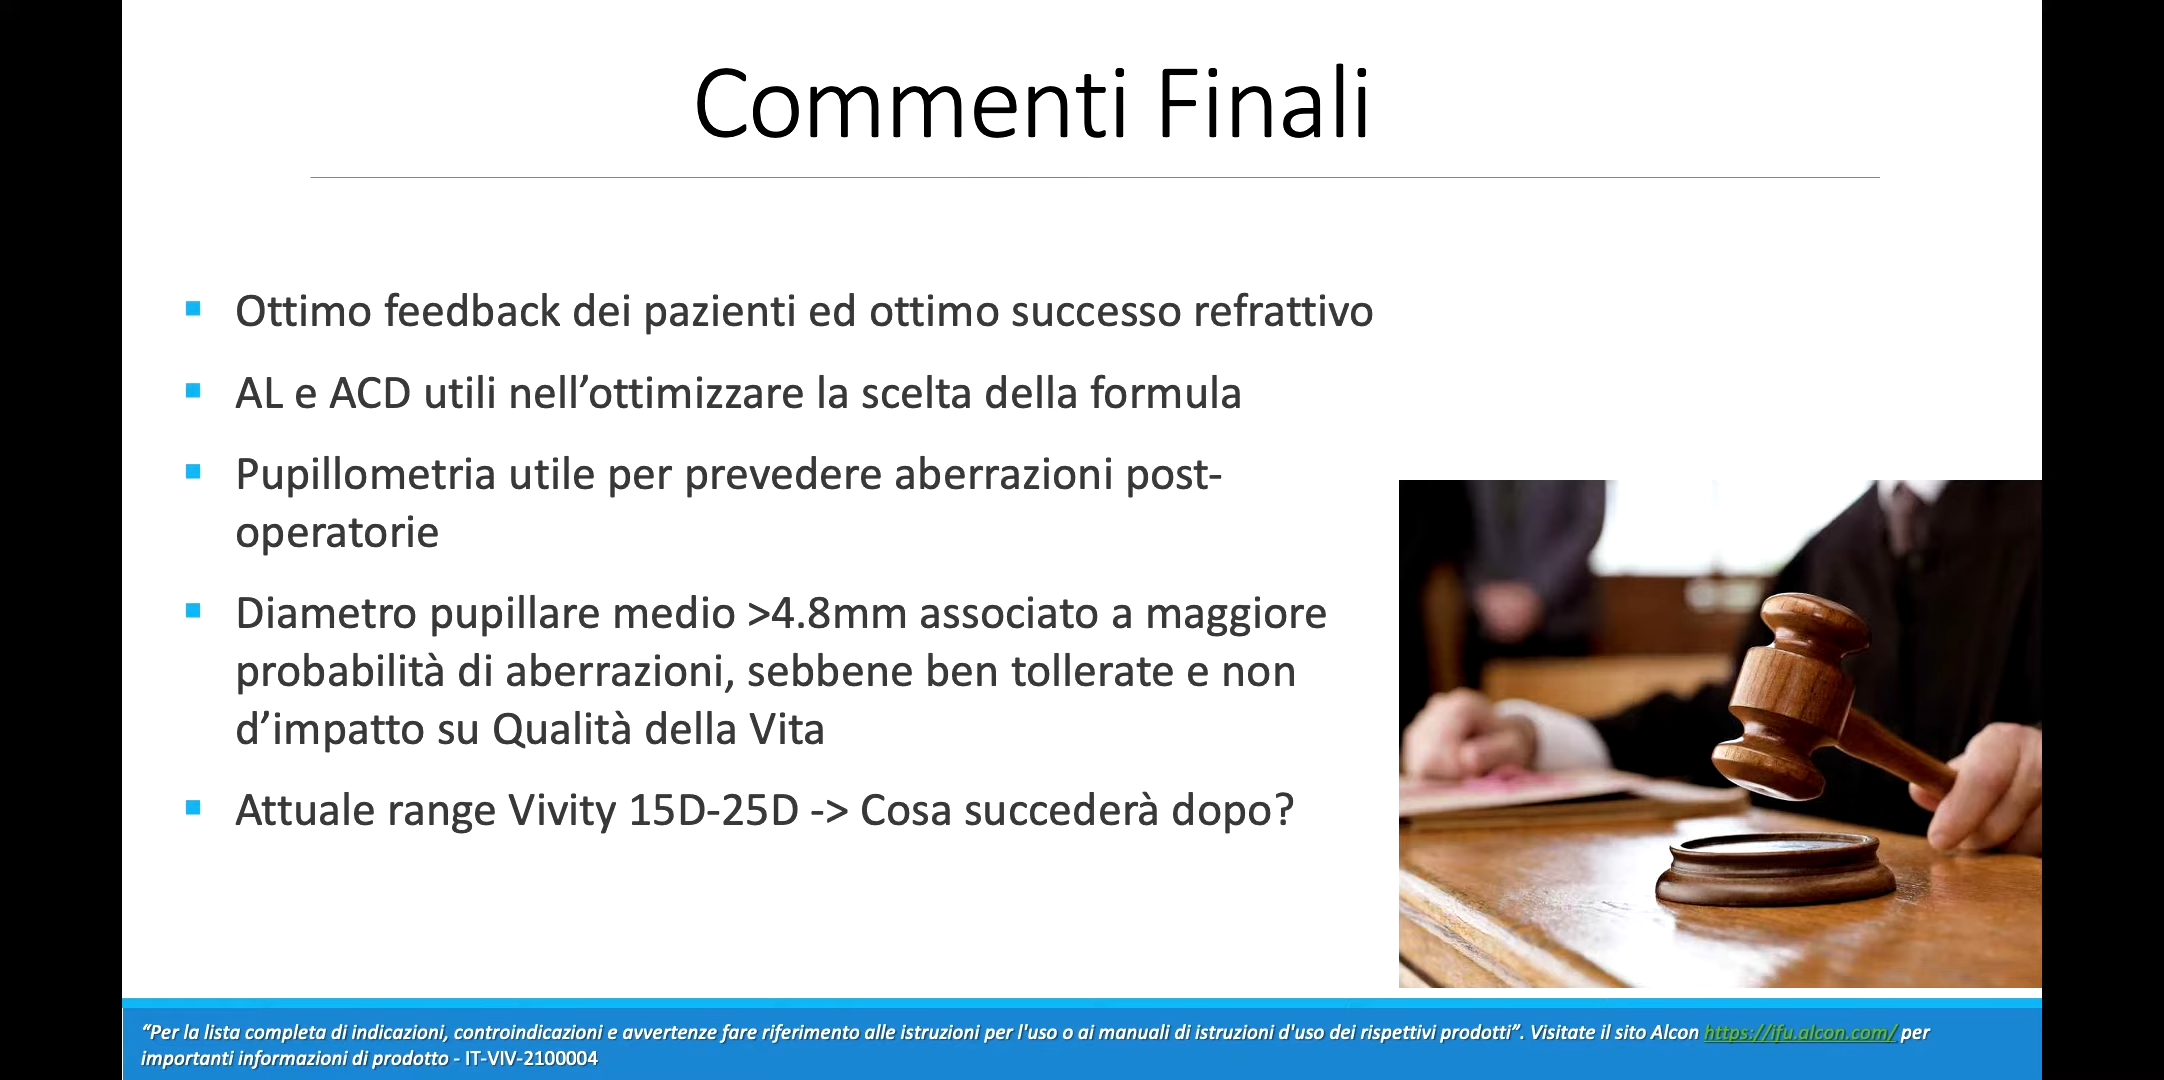 Commenti Finali
Ottimo feedback dei pazienti ed ottimo successo refrattivo
AL e ACD utili nell’ottimizzare la scelta della formula
Pupillometria utile per prevedere aberrazioni post-
operatorie
Diametro pupillare medio >4.8mm associato a maggiore
probabilità di aberrazioni, sebbene ben tollerate e non
d’impatto su Qualità della Vita
Attuale range Vivity 15D-25D -> Cosa succederà dopo?
“Per la lista completa di indicazioni, controindicazioni e avvertenze fare riferimento alle istruzioni per l'uso o ai manuali di istruzioni d'uso dei rispettivi prodotti”. Visitate il sito Alcon https://ifu.alcon.com/ per
importanti informazioni di prodotto - IT-VIV-2100004